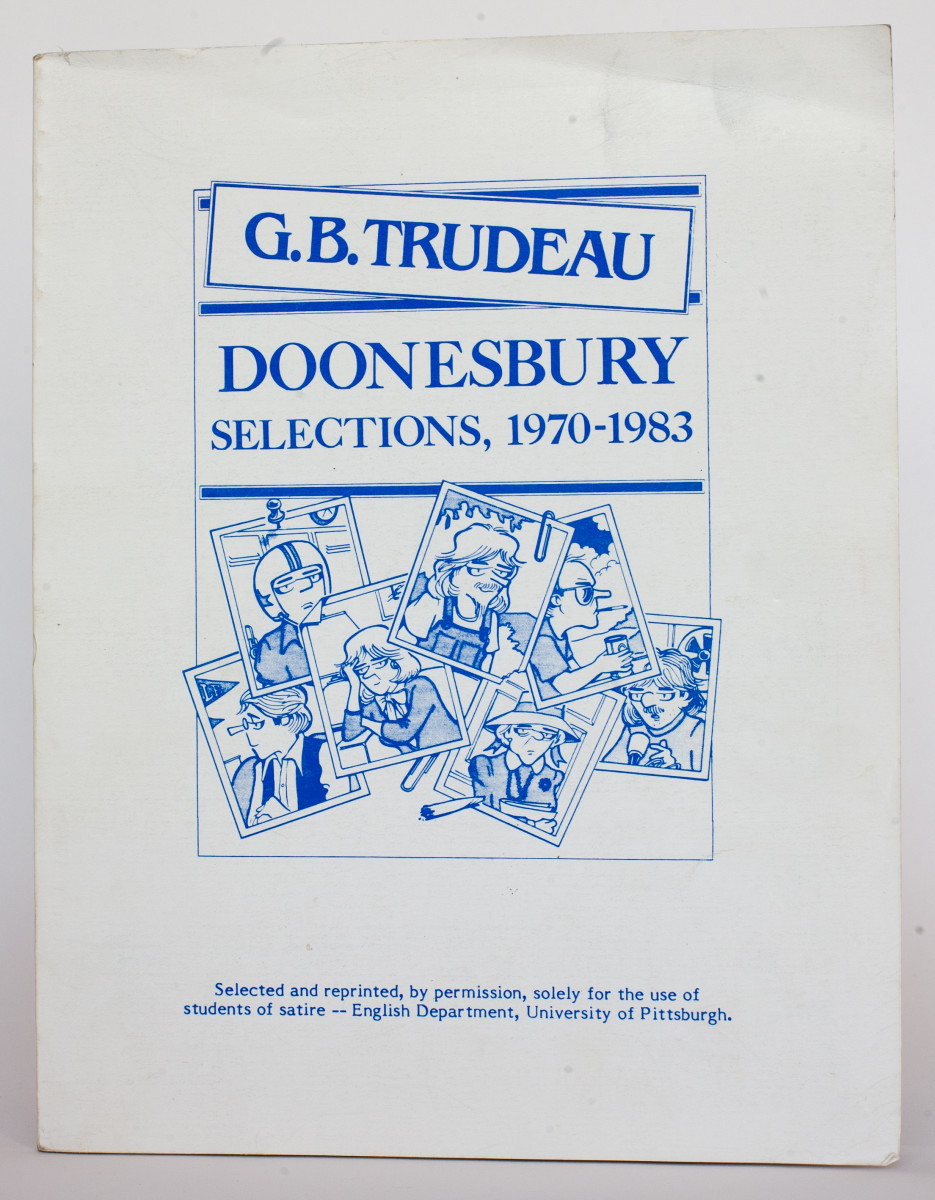 G.B. TRUDEAU
DOONESBURY
SELECTIONS, 1970-1983
Selected and reprinted, by permission, solely for the use of
students of satire -- English Department, University of Pittsburgh.